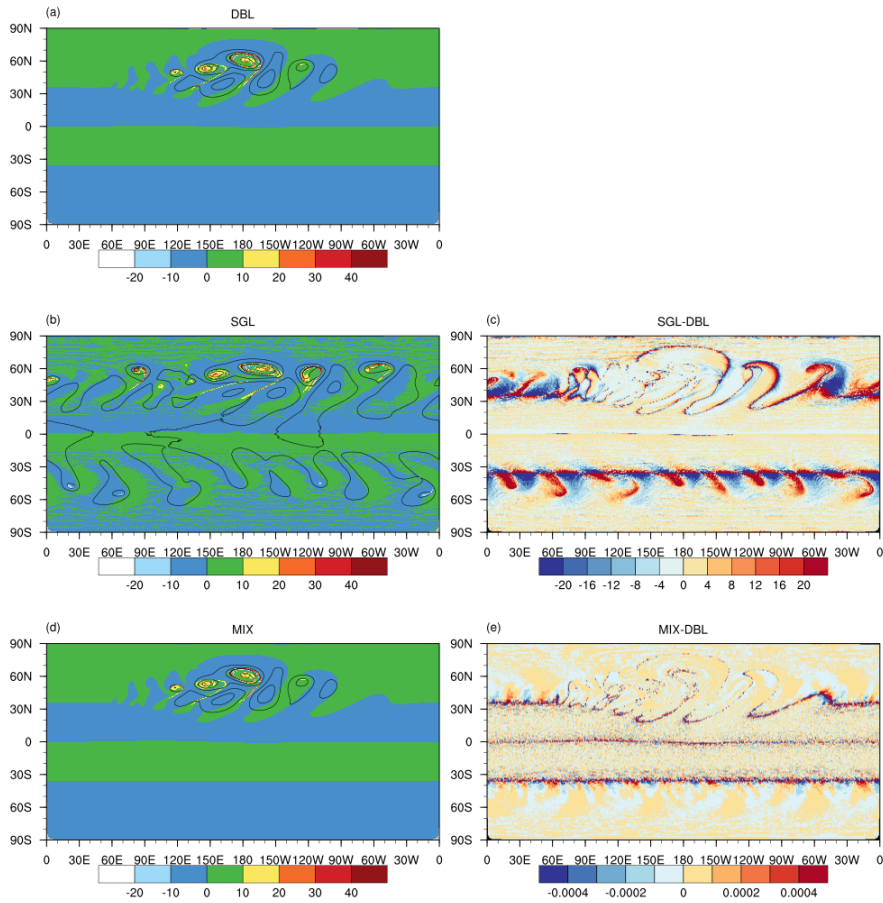 (a) DBL
90N
60N
30N
0
30S
60S
90S
0 30E 60E 90E 120E 150E 180 150W 120W 90W 60W 30W 0
-20 -10 0 10 20 30 40
(b) SGL
90N
60N
30N
0
30S
60S
90S
0 30E 60E 90E 120E 150E 180 150W 120W 90W 60W 30W 0
-20 -10 0 10 20 30 40
(c) SGL-DBL
90N
60N
30N
0
30S
60S
90S
0 30E 60E 90E 120E 150E 180 150W 120W 90W 60W 30W 0
-20 -16 -12 -8 -4 0 4 8 12 16 20
(d) MIX
90N
60N
30N
0
30S
60S
90S
0 30E 60E 90E 120E 150E 180 150W 120W 90W 60W 30W 0
-20 -10 0 10 20 30 40
(e) MIX-DBL
90N
60N
30N
0
30S
60S
90S
0 30E 60E 90E 120E 150E 180 150W 120W 90W 60W 30W 0
-0.0004 -0.0002 0 0.0002 0.0004